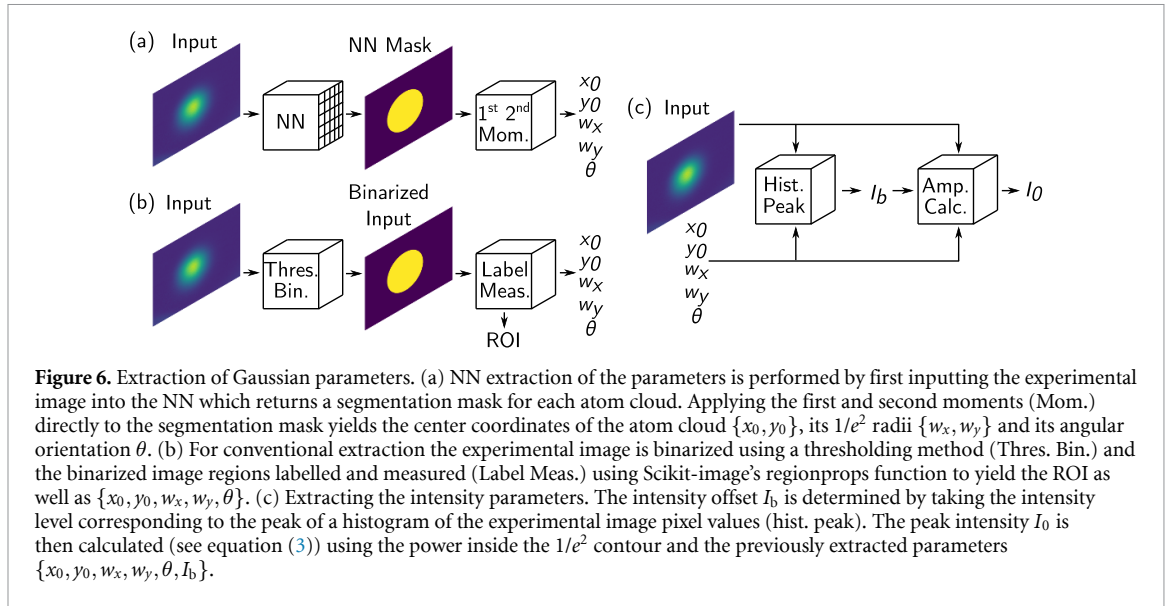 (a) Input
NN Mask
NN
1st 2nd
Mom.
x0
y0
wx
wy
θ
(b) Input
Binarized
Input
Thres.
Bin.
Label
Meas.
ROI
x0
y0
wx
wy
θ
(c) Input
x0
y0
wx
wy
θ
Hist.
Peak
Ib
Amp.
Calc.
I0
Figure 6. Extraction of Gaussian parameters. (a) NN extraction of the parameters is performed by first inputting the experimental
image into the NN which returns a segmentation mask for each atom cloud. Applying the first and second moments (Mom.)
directly to the segmentation mask yields the center coordinates of the atom cloud {x0, y0}, its 1/e² radii {wx, wy} and its angular
orientation θ. (b) For conventional extraction the experimental image is binarized using a thresholding method (Thres. Bin.) and
the binarized image regions labelled and measured (Label Meas.) using Scikit-image's regionprops function to yield the ROI as
well as {x0, y0, wx, wy, θ}. (c) Extracting the intensity parameters. The intensity offset Ib is determined by taking the intensity
level corresponding to the peak of a histogram of the experimental image pixel values (hist. peak). The peak intensity I0 is
then calculated (see equation (3)) using the power inside the 1/e² contour and the previously extracted parameters
{x0, y0, wx, wy, θ, Ib}.